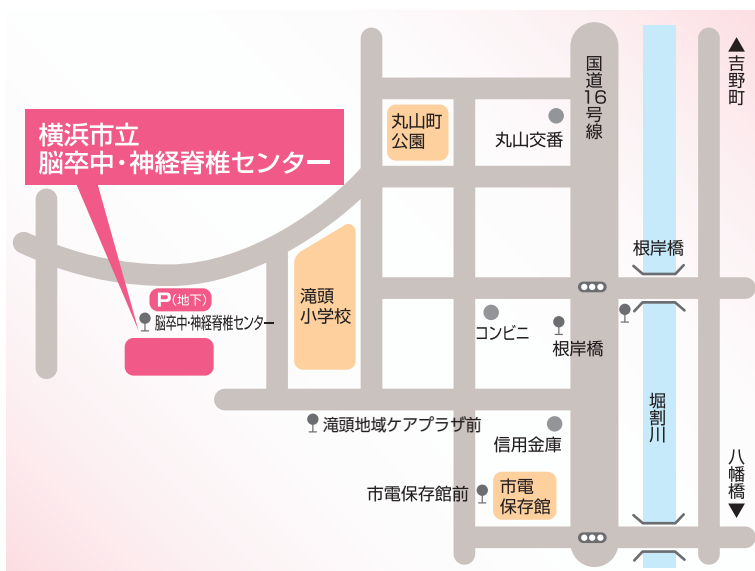 横浜市立
脳卒中・神経脊椎センター
丸山町
公園
丸山交番
国道16号線
▲吉野町
根岸橋
P(地下)
脳卒中・神経脊椎センター
滝頭
小学校
コンビニ
根岸橋
滝頭地域ケアプラザ前
信用金庫
堀割川
市電保存館前
市電
保存館
八幡橋▼